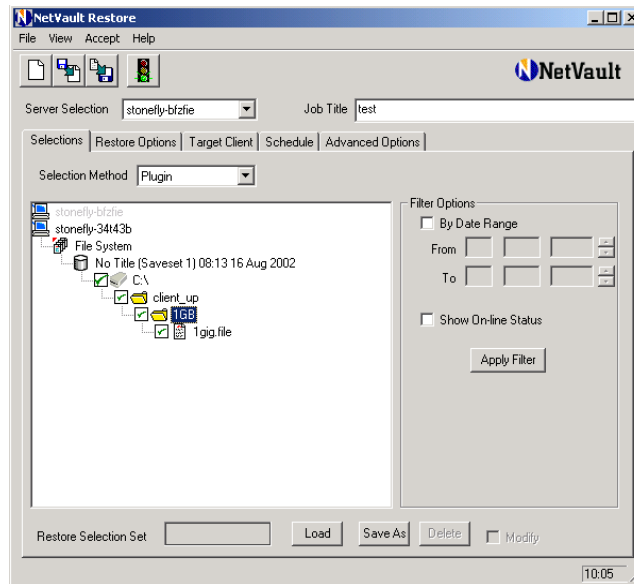 NetVault Restore
File View Accept Help
NetVault
Server Selection stonefly-bfzfie Job Title test
Selections Restore Options Target Client Schedule Advanced Options
Selection Method Plugin
stonefly-bfzfie
stonefly-34t43b
File System
No Title (Saveset 1) 08:13 16 Aug 2002
C:\
client_up
1GB
1gig.file
Filter Options
By Date Range
From
To
Show On-line Status
Apply Filter
Restore Selection Set Load Save As Delete Modify
10:05